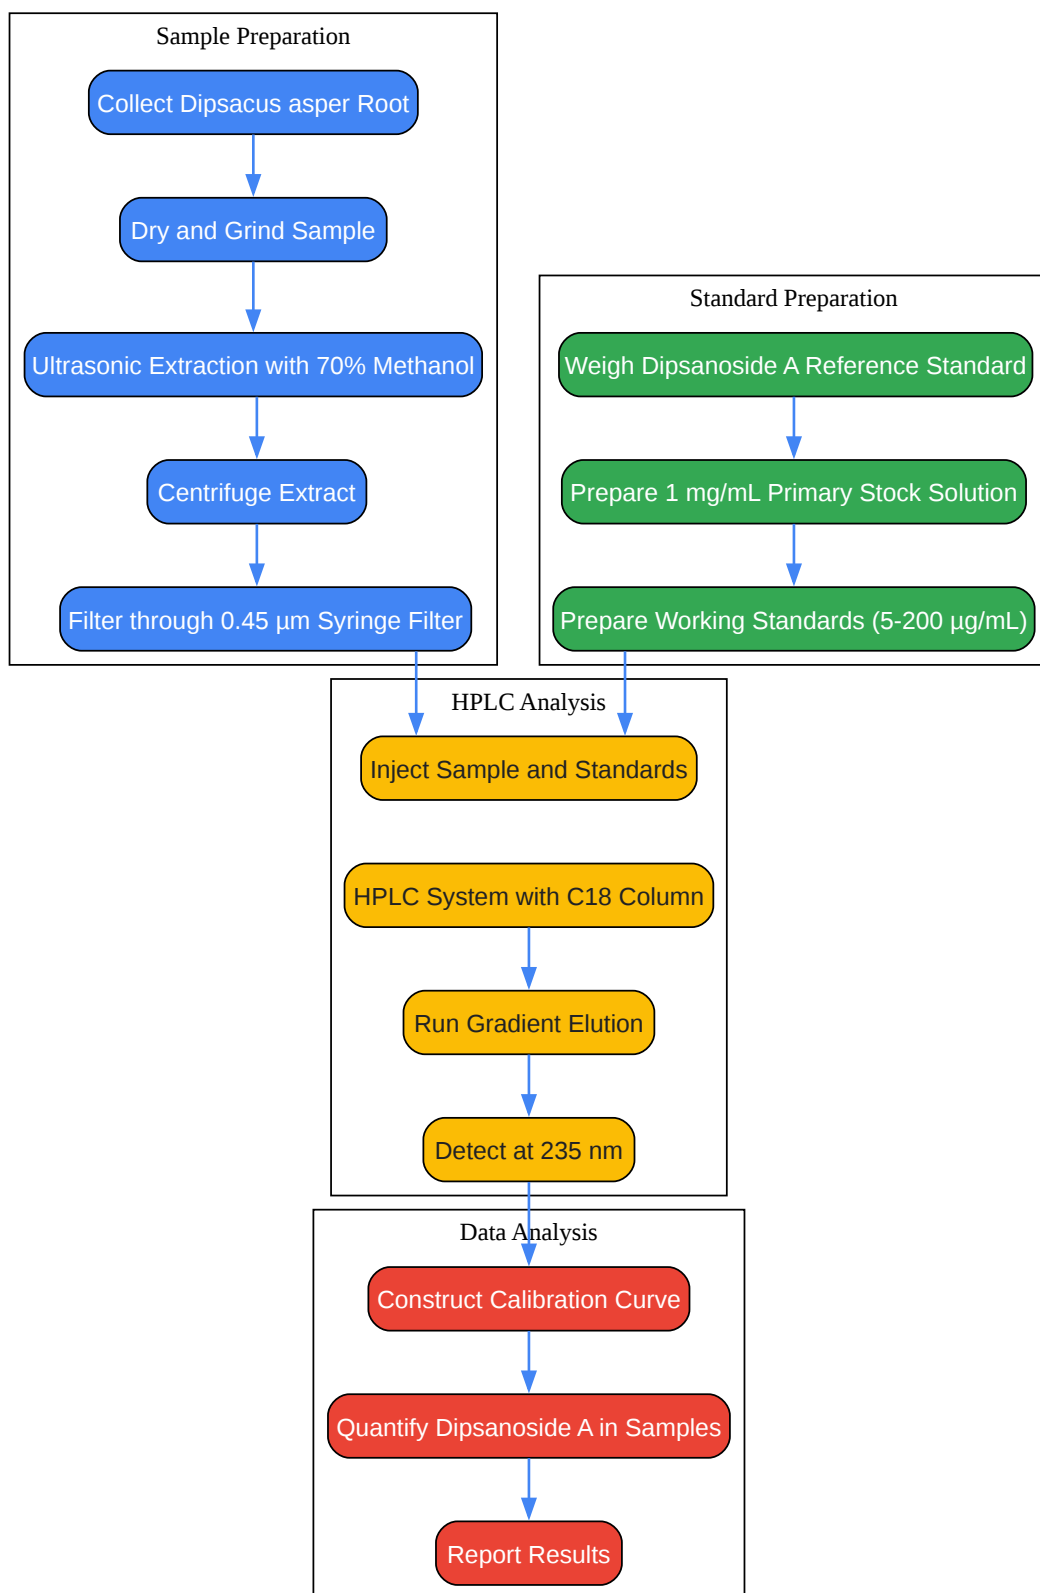 Sample Preparation
Collect Dipsacus asper Root
Dry and Grind Sample
Ultrasonic Extraction with 70% Methanol
Centrifuge Extract
Filter through 0.45 µm Syringe Filter
Standard Preparation
Weigh Dipsanoside A Reference Standard
Prepare 1 mg/mL Primary Stock Solution
Prepare Working Standards (5-200 µg/mL)
HPLC Analysis
Inject Sample and Standards
HPLC System with C18 Column
Run Gradient Elution
Detect at 235 nm
Data Analysis
Construct Calibration Curve
Quantify Dipsanoside A in Samples
Report Results